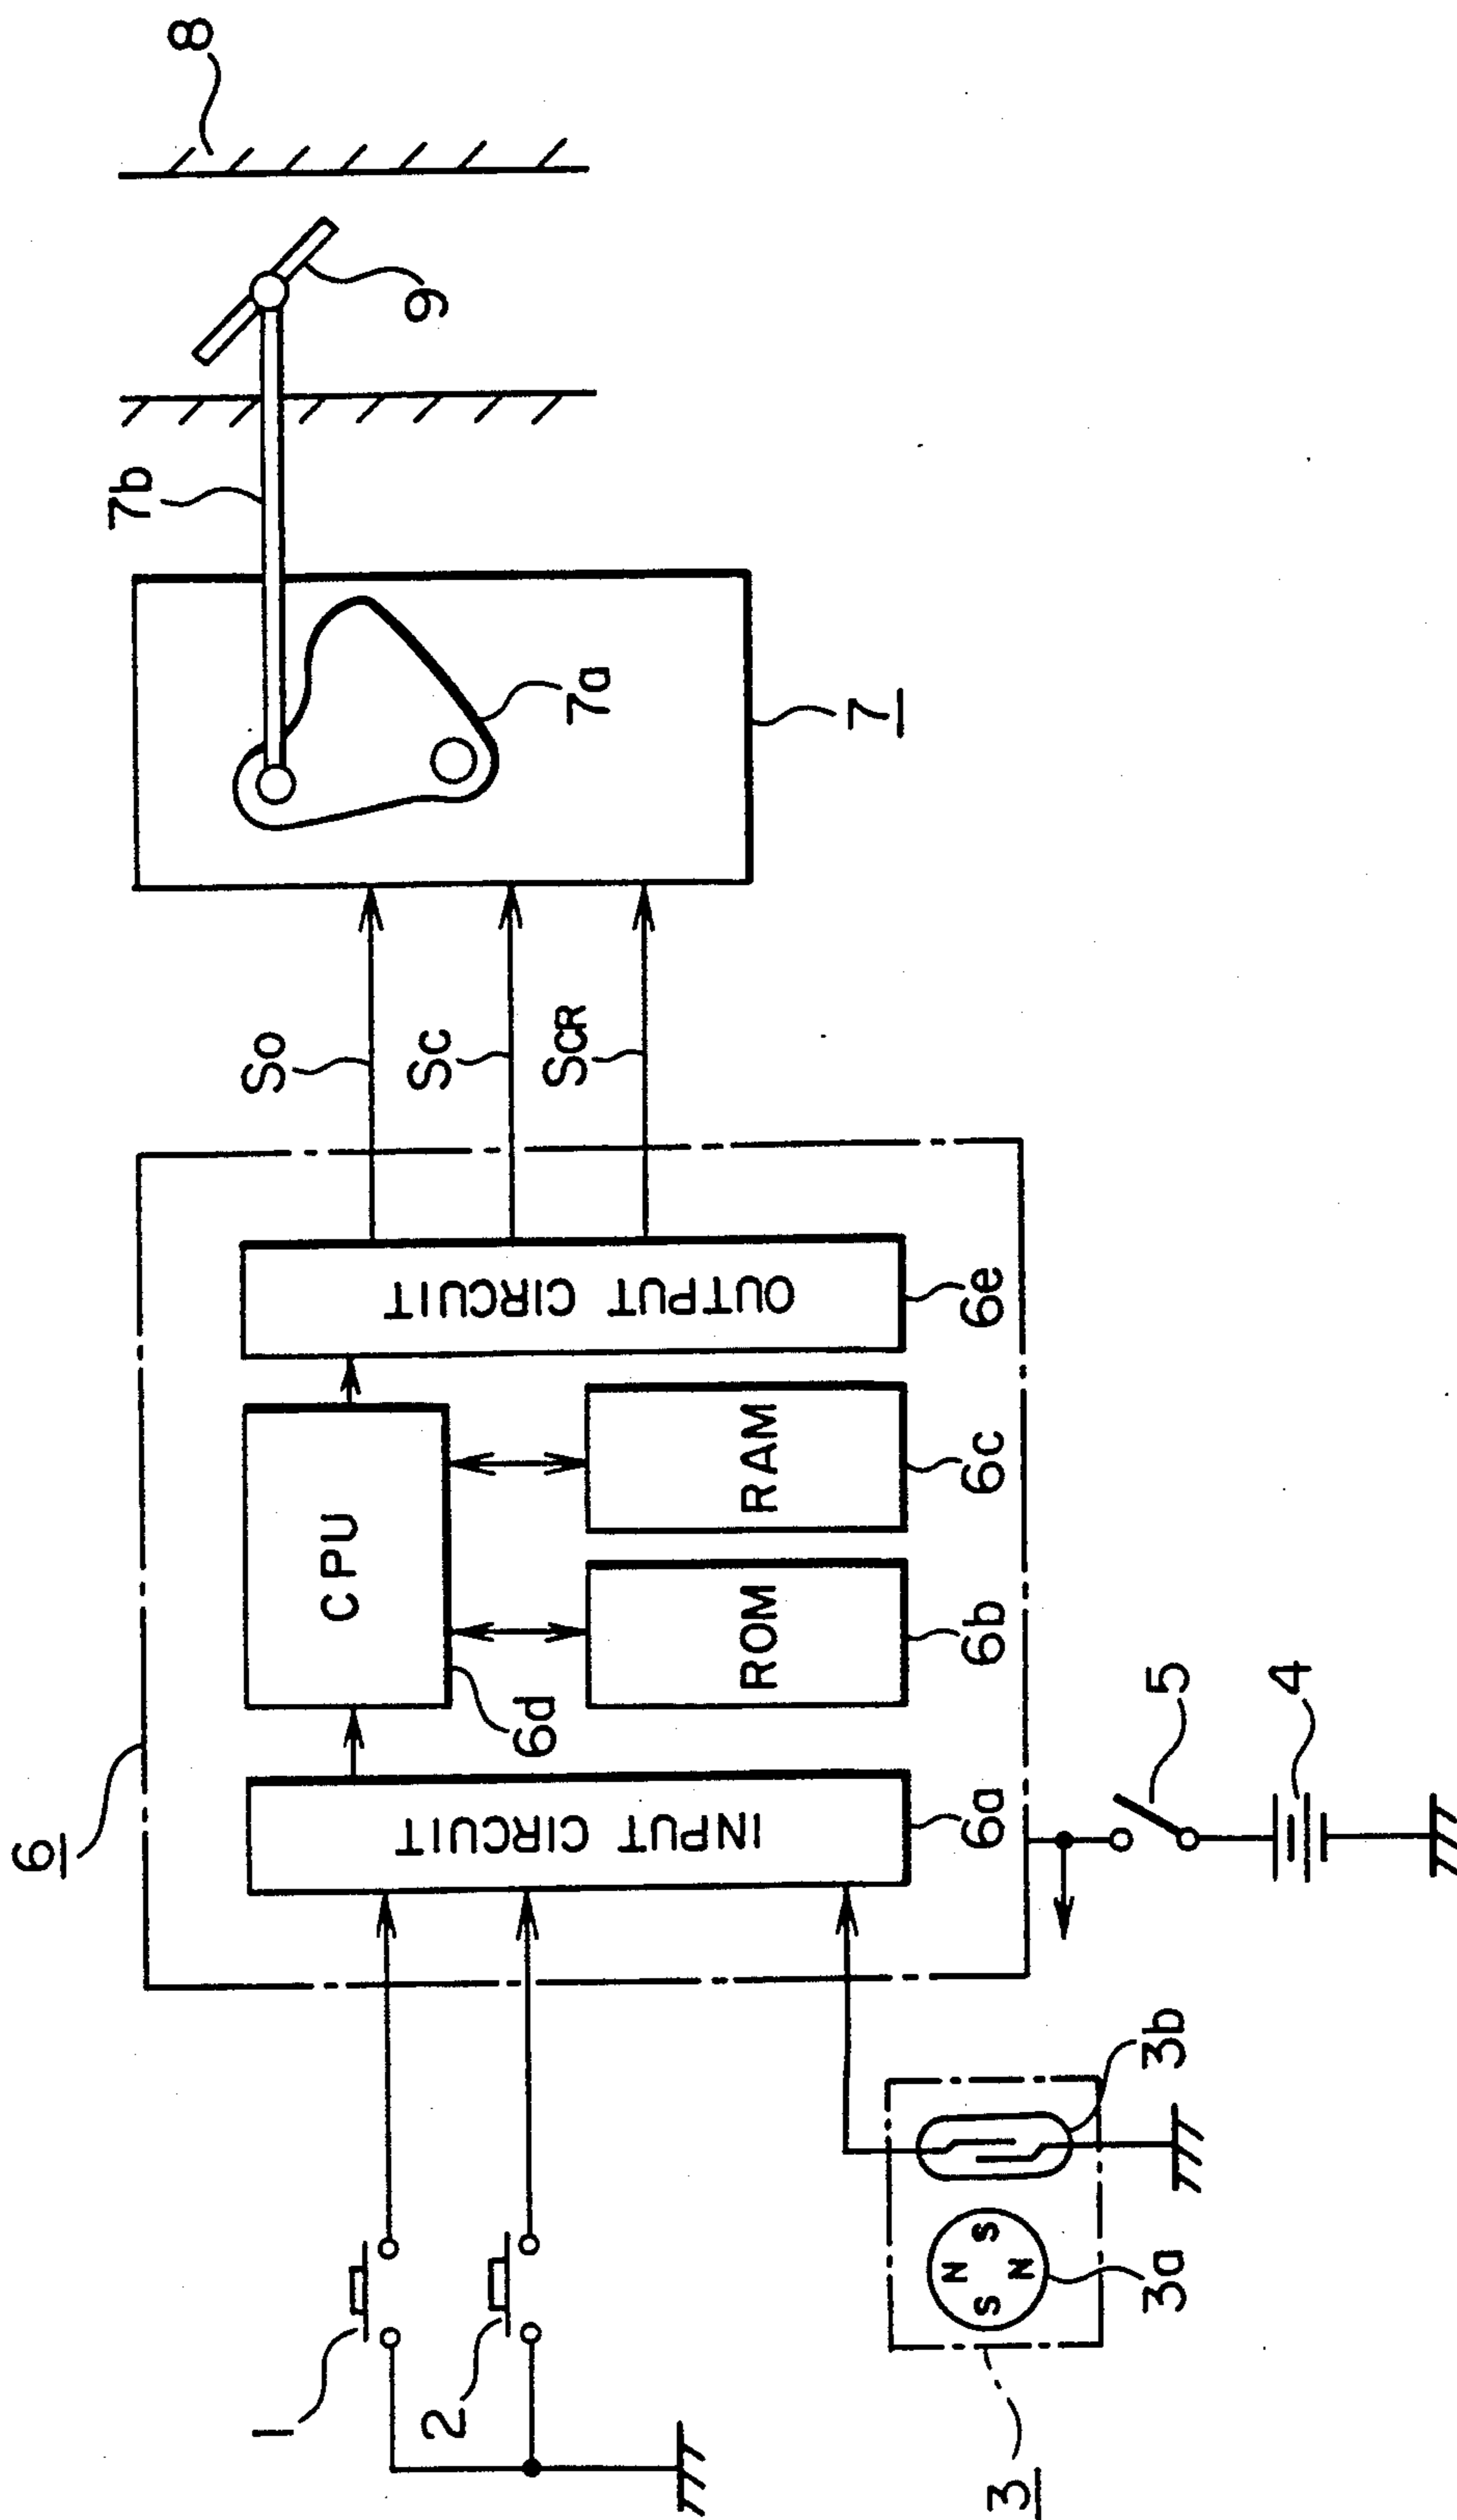 8
9
7b
7a
7
So
Sc
SCR
6
OUTPUT CIRCUIT
6e
CPU
6d
RAM
6c
ROM
6b
INPUT CIRCUIT
6a
5
4
1
2
3b
N
S
S
N
3a
3